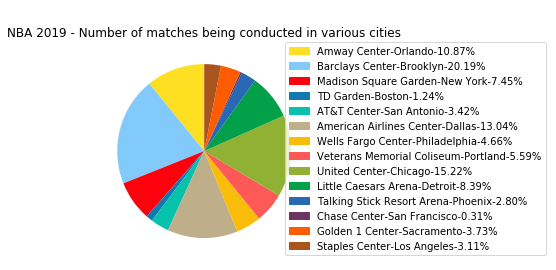 NBA 2019 - Number of matches being conducted in various cities
Amway Center-Orlando-10.87%
Barclays Center-Brooklyn-20.19%
Madison Square Garden-New York-7.45%
TD Garden-Boston-1.24%
AT&T Center-San Antonio-3.42%
American Airlines Center-Dallas-13.04%
Wells Fargo Center-Philadelphia-4.66%
Veterans Memorial Coliseum-Portland-5.59%
United Center-Chicago-15.22%
Little Caesars Arena-Detroit-8.39%
Talking Stick Resort Arena-Phoenix-2.80%
Chase Center-San Francisco-0.31%
Golden 1 Center-Sacramento-3.73%
Staples Center-Los Angeles-3.11%